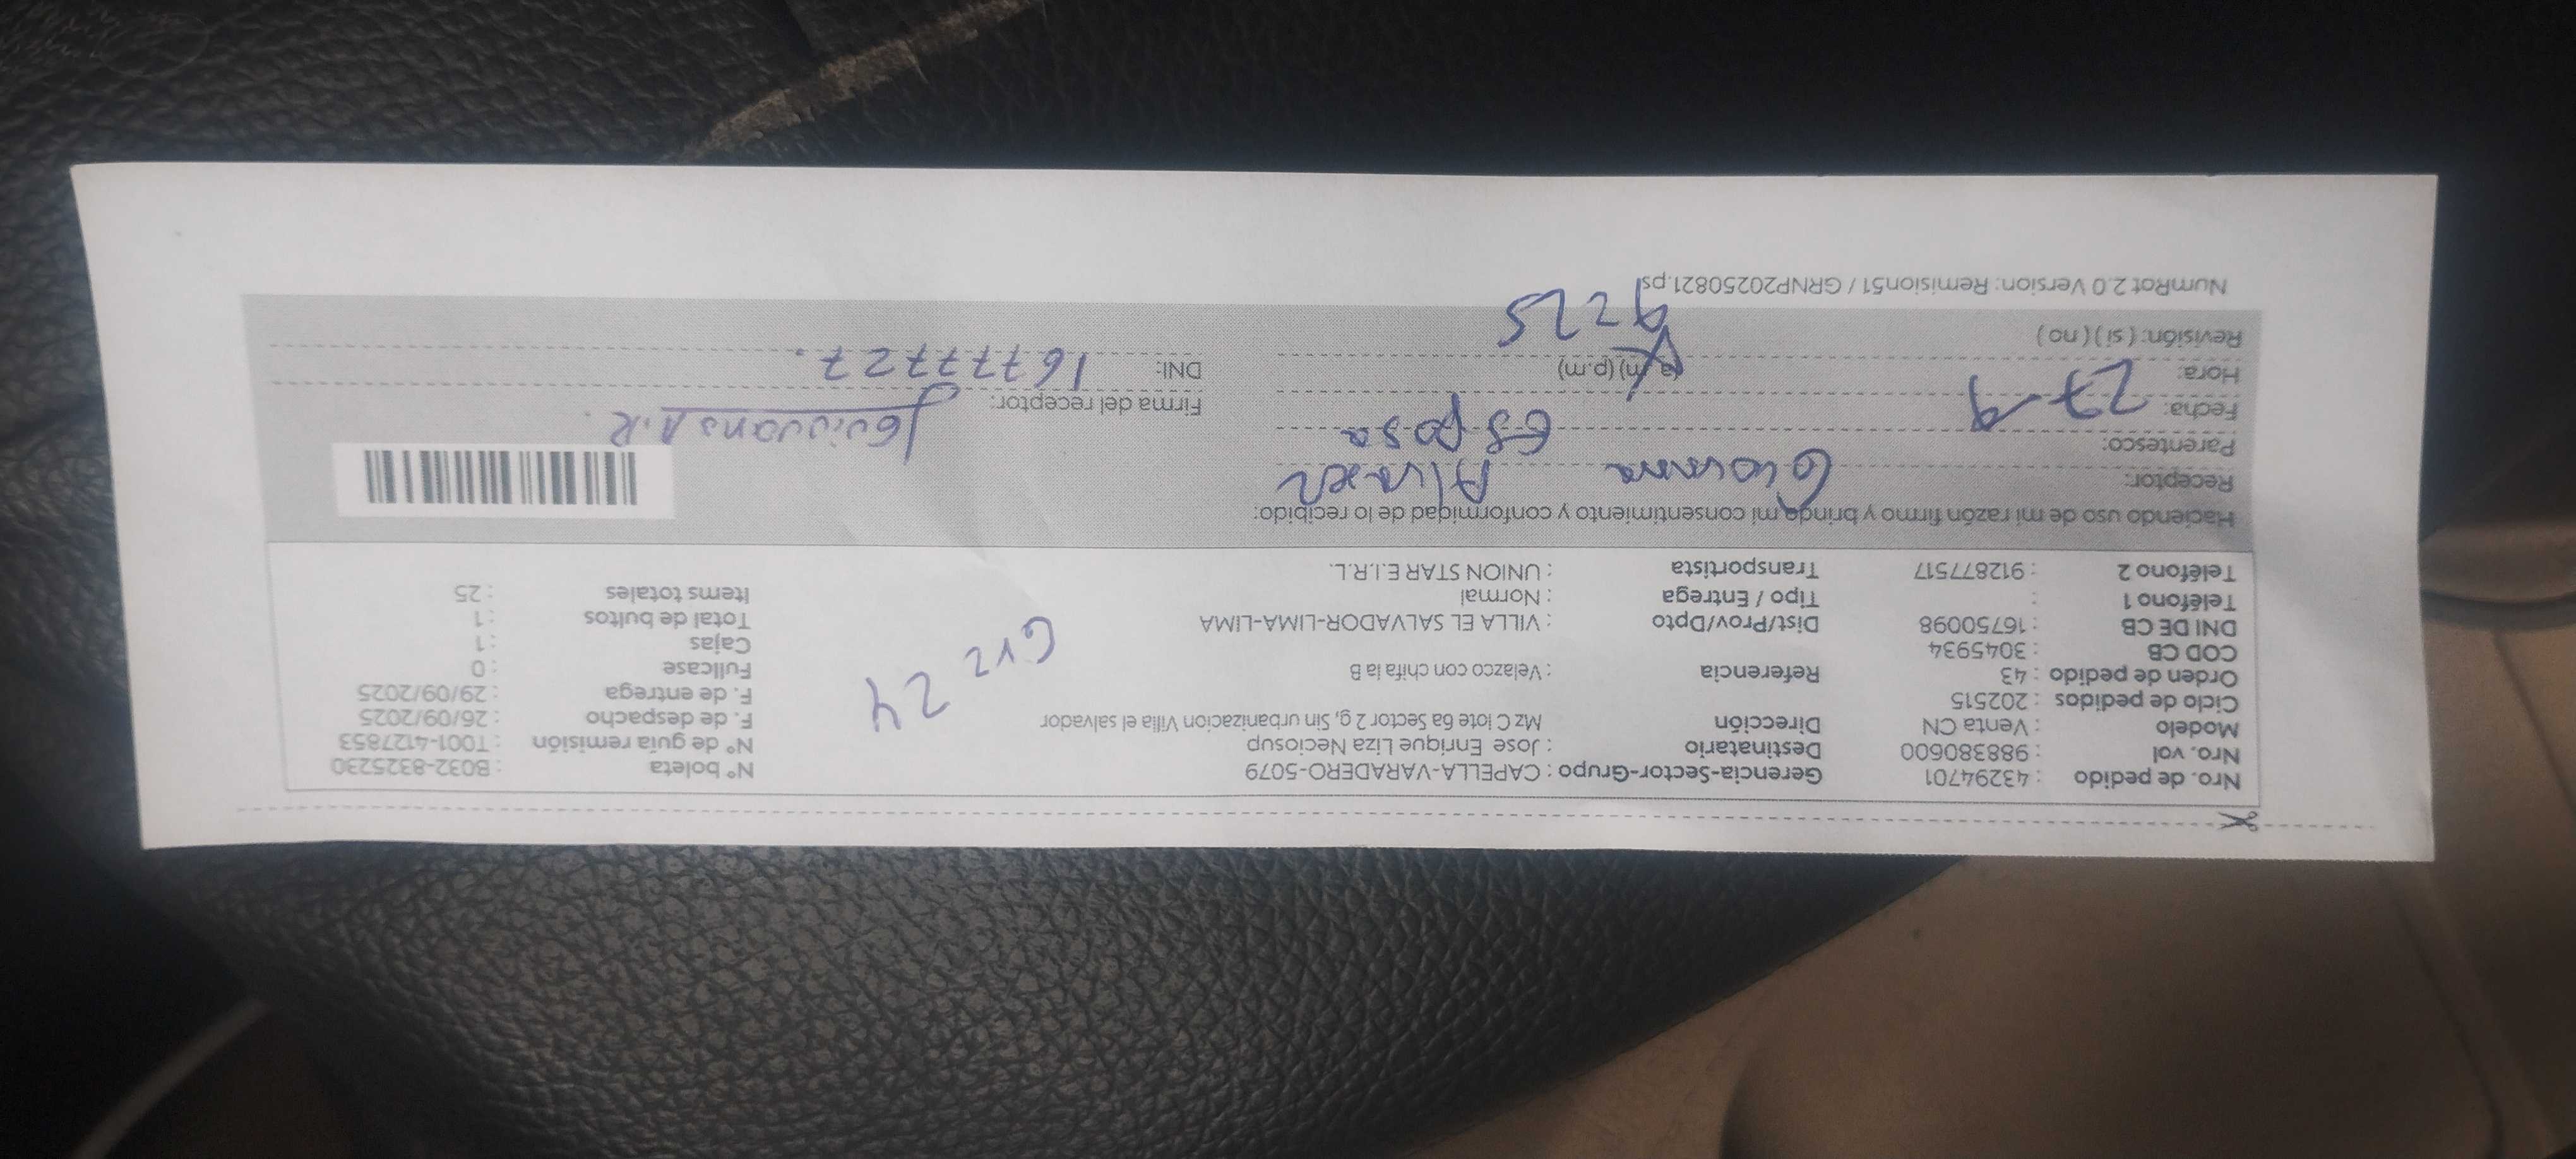 Nro. de pedido : 43294701 Gerencia-Sector-Grupo : CAPELLA-VARADERO-5079 N° boleta : B032-8325230
Nro. vol : 988380600 Destinatario : Jose Enrique Liza Neciosup N° de guía remisión : T001-4127853
Modelo : Venta CN Dirección Mz C lote 6a Sector 2 g, Sin urbanizacion Villa el salvador F. de despacho : 26/09/2025
Ciclo de pedidos : 202515 F. de entrega : 29/09/2025
Orden de pedido : 43 Referencia : Velazco con chifa la B Fullcase : 0
COD CB : 3045934 Cajas : 1
DNI DE CB : 16750098 Dist/Prov/Dpto : VILLA EL SALVADOR-LIMA-LIMA Total de bultos : 1
Teléfono 1 : Tipo / Entrega : Normal Items totales : 25
Teléfono 2 : 912877517 Transportista : UNION STAR E.I.R.L.
24
Haciendo uso de mi razón firmo y brindo mi consentimiento y conformidad de lo recibido:
Receptor:
Parentesco: Esposa
Fecha: 27-9 Firma del receptor: Giovana A.R.
Hora: (a.m) (p.m) DNI: 16777727
Revisión: ( si ) ( no ) 9:25
NumRot 2.0 Version: Remision51 / GRNP20250821.psl